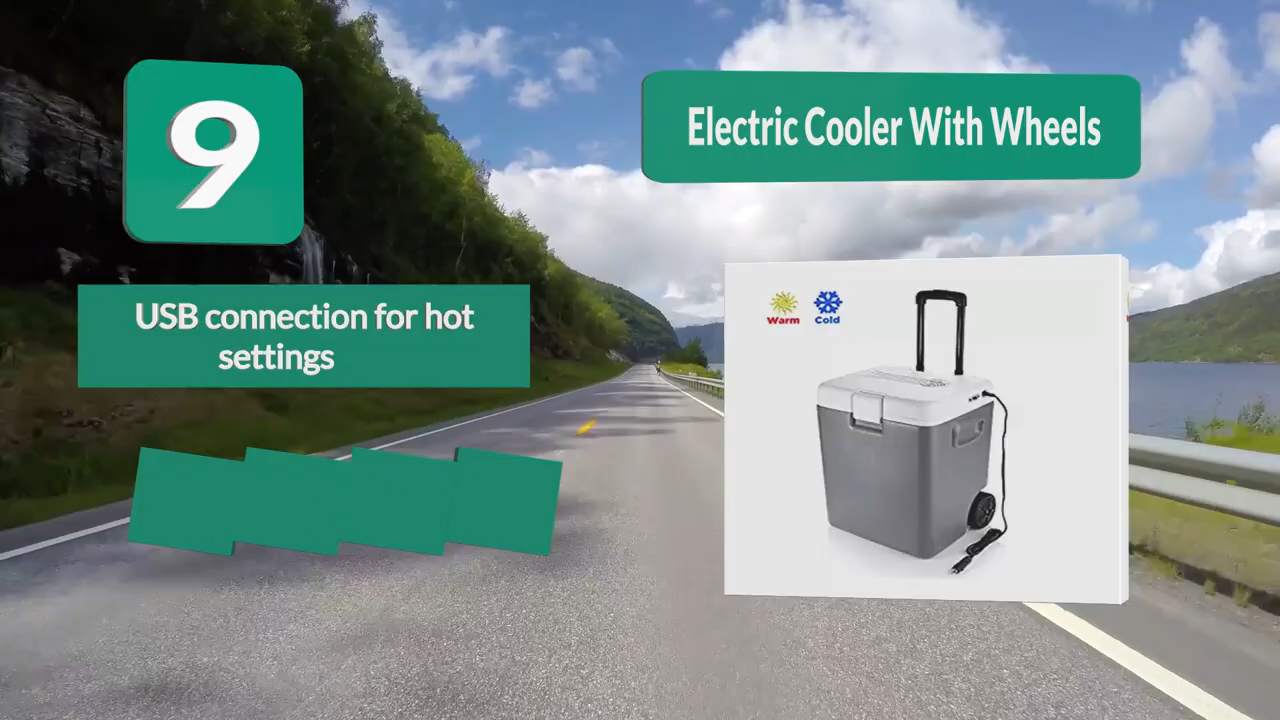 9
Electric Cooler With Wheels
USB connection for hot
settings
Warm Cold